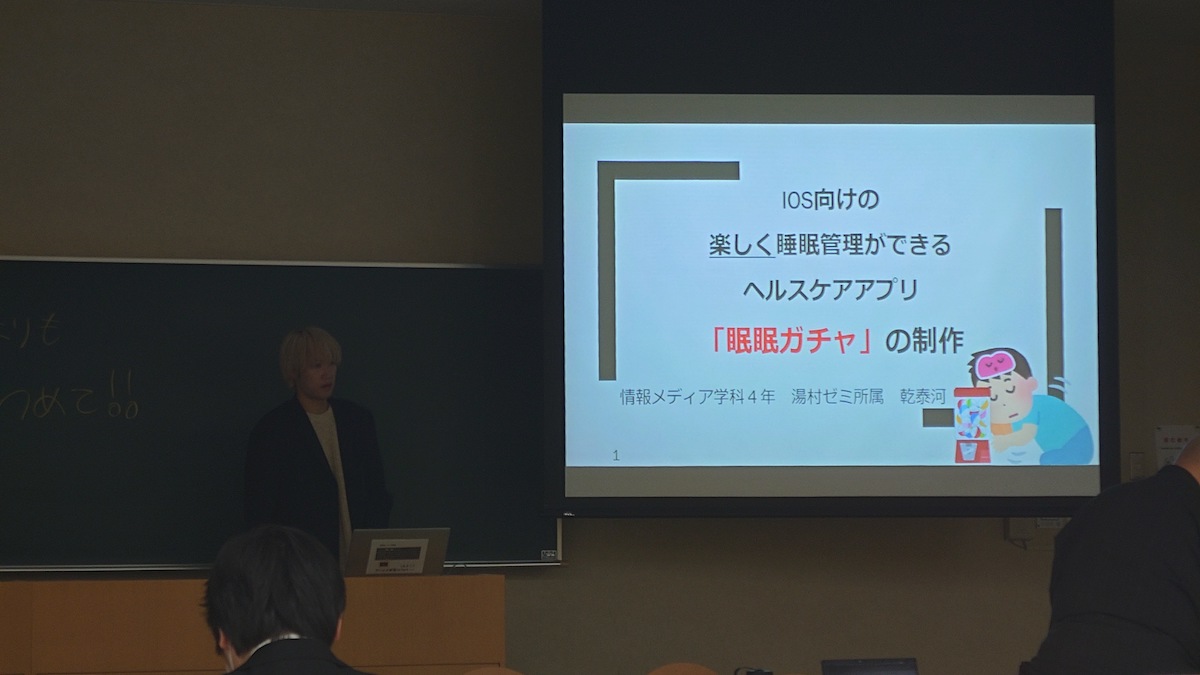 りも
つめて!!
IOS向けの
楽しく睡眠管理ができる
ヘルスケアアプリ
「眠眠ガチャ」の制作
情報メディア学科4年 湯村ゼミ所属 乾泰河
1